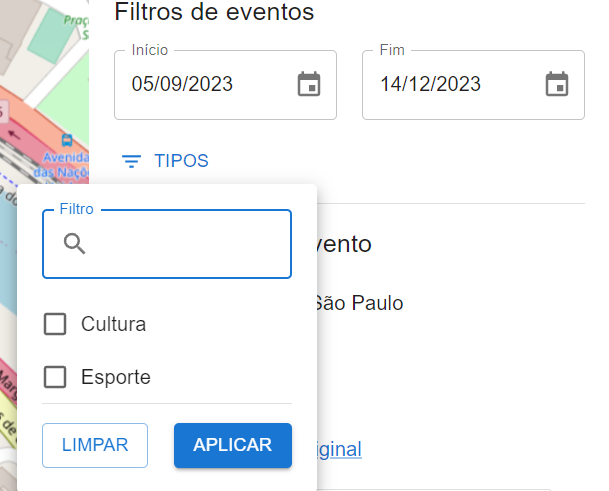 Filtros de eventos
Início
05/09/2023
Fim
14/12/2023
TIPOS
Avenida
das Naçõ
Filtro
Cultura
Esporte
LIMPAR
APLICAR
vento
São Paulo
iginal